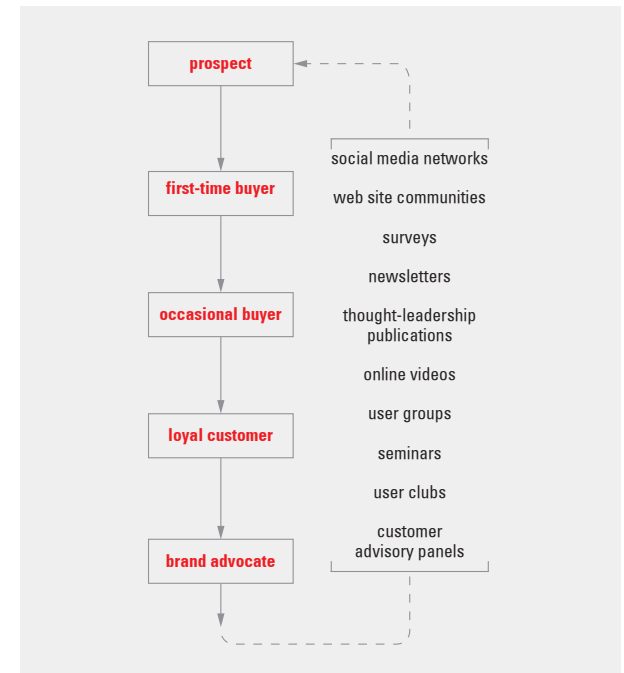 prospect
first-time buyer
occasional buyer
loyal customer
brand advocate
social media networks
web site communities
surveys
newsletters
thought-leadership
publications
online videos
user groups
seminars
user clubs
customer
advisory panels